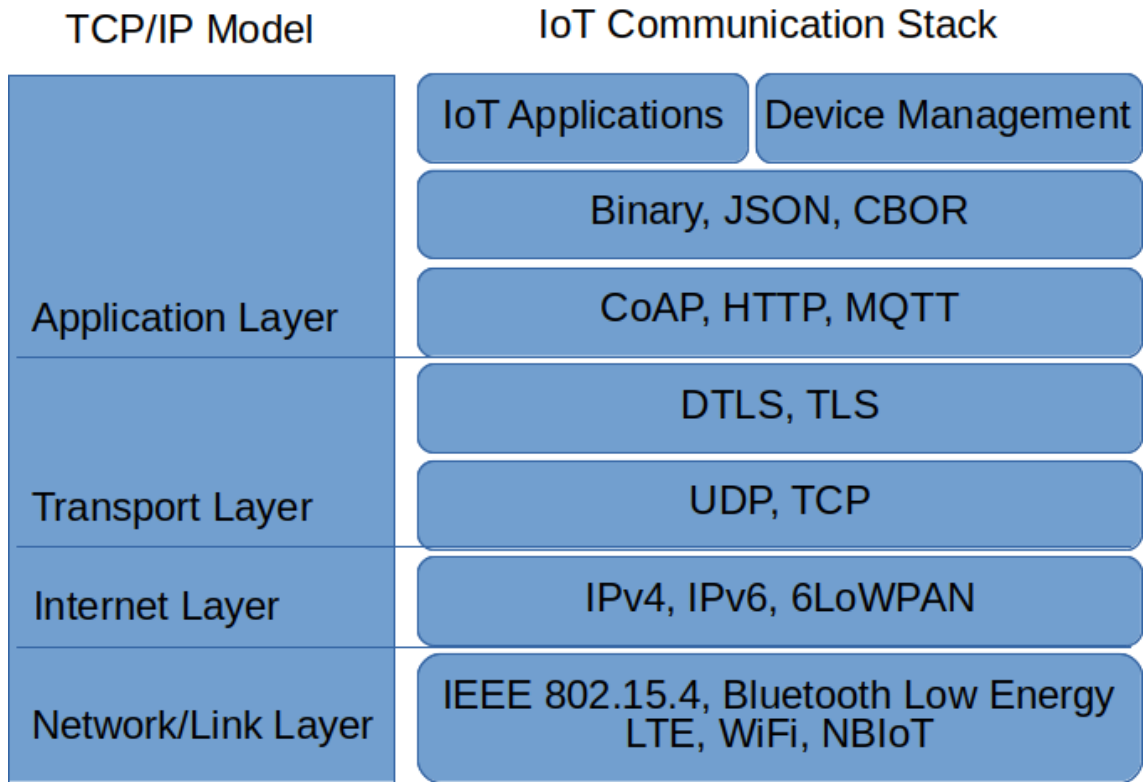 TCP/IP Model
IoT Communication Stack
IoT Applications
Device Management
Binary, JSON, CBOR
Application Layer
CoAP, HTTP, MQTT
DTLS, TLS
Transport Layer
UDP, TCP
Internet Layer
IPv4, IPv6, 6LoWPAN
Network/Link Layer
IEEE 802.15.4, Bluetooth Low Energy
LTE, WiFi, NBIoT